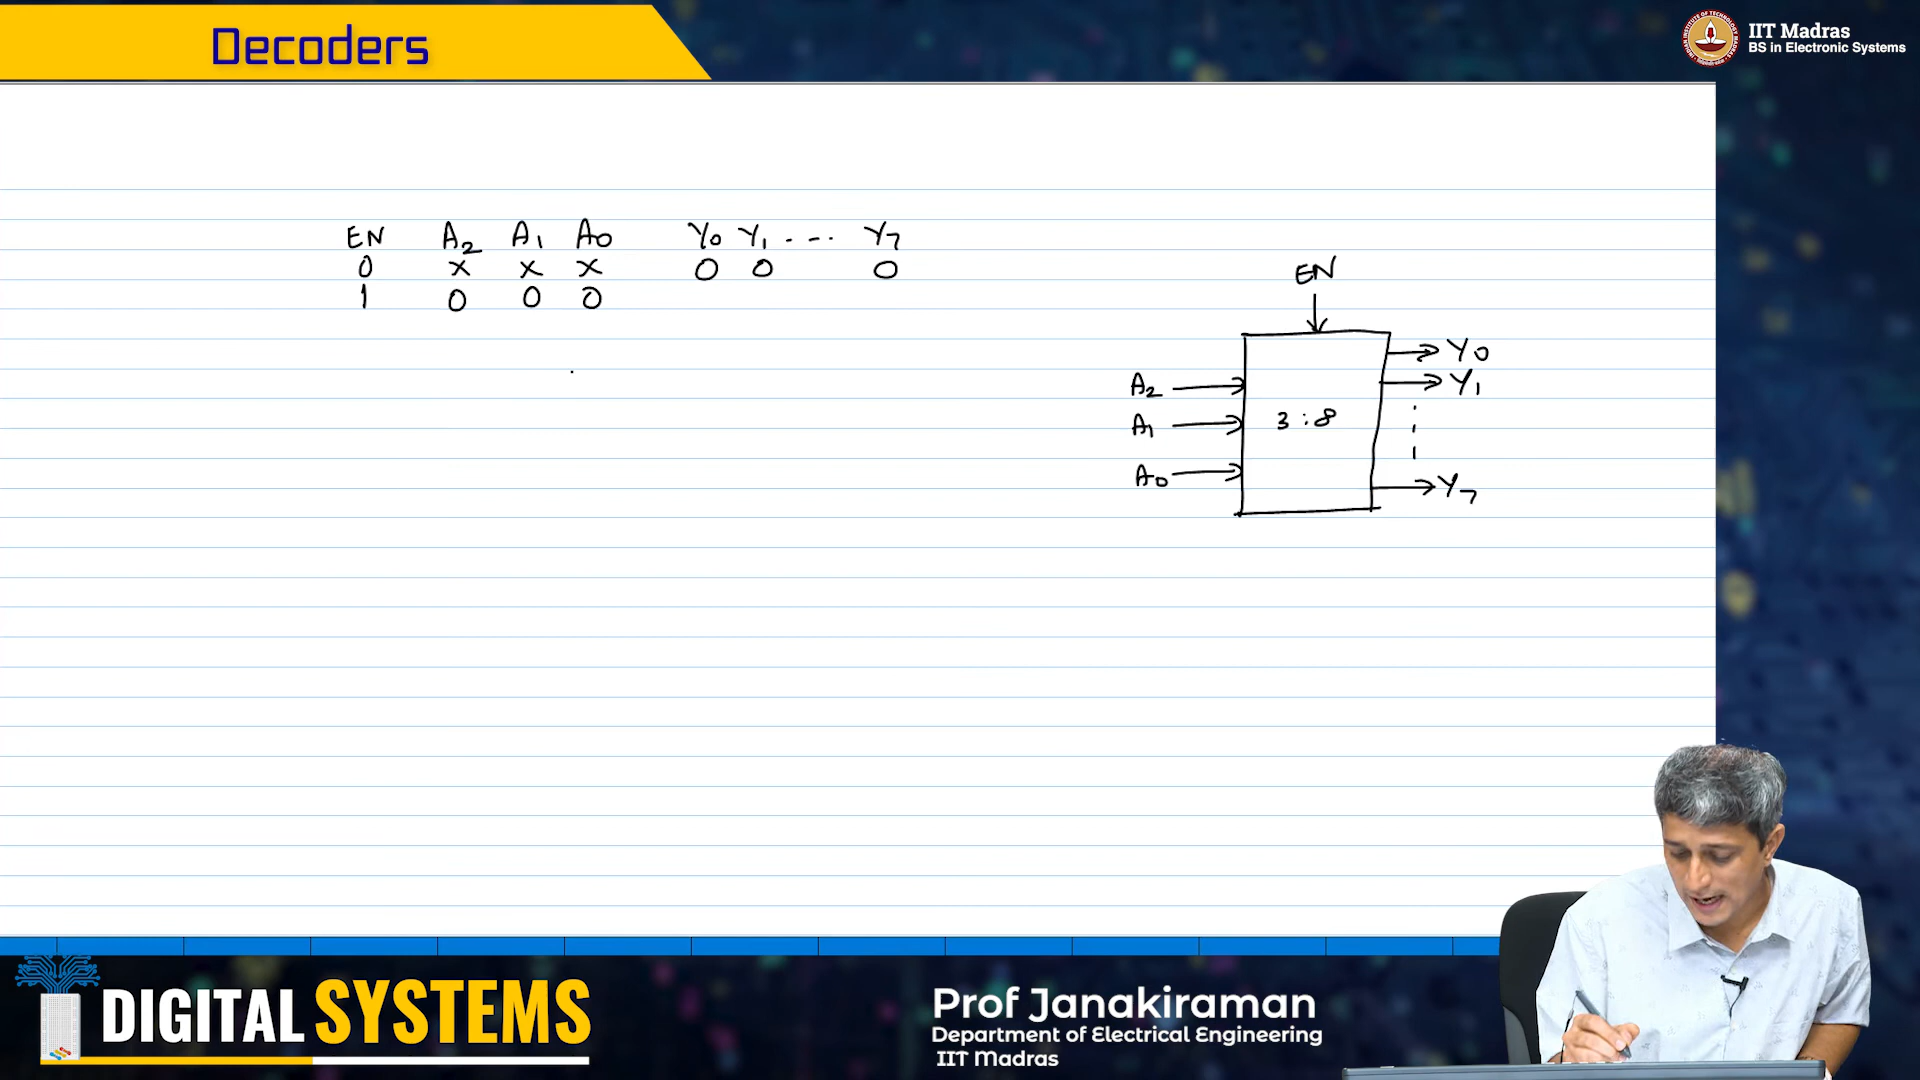 Decoders
IIT Madras
BS in Electronic Systems
EN A2 A1 A0 Y0 Y1 ---- Y7
0 x x x 0 0 0
1 0 0 0
EN
Y0
A2 Y1
3:8
A1
A0 Y7
DIGITAL SYSTEMS
Prof Janakiraman
Department of Electrical Engineering
IIT Madras